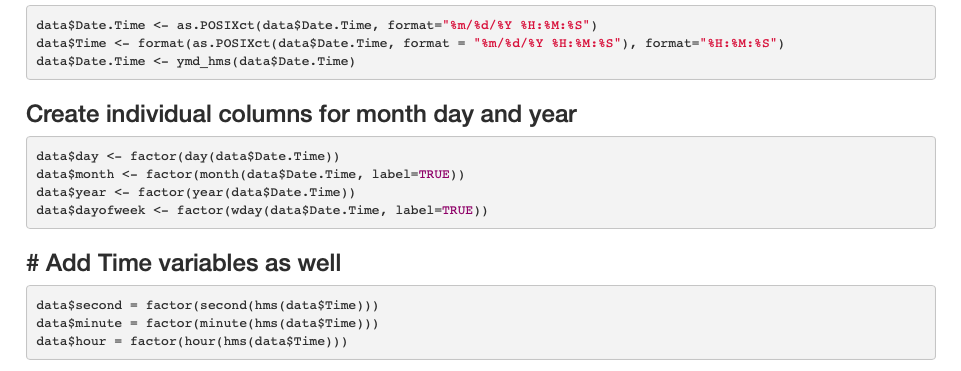 data$Date.Time <- as.POSIXct(data$Date.Time, format="%m/%d/%Y %H:%M:%S")
data$Time <- format(as.POSIXct(data$Date.Time, format = "%m/%d/%Y %H:%M:%S"), format="%H:%M:%S")
data$Date.Time <- ymd_hms(data$Date.Time)
Create individual columns for month day and year
data$day <- factor(day(data$Date.Time))
data$month <- factor(month(data$Date.Time, label=TRUE))
data$year <- factor(year(data$Date.Time))
data$dayofweek <- factor(wday(data$Date.Time, label=TRUE))
# Add Time variables as well
data$second = factor(second(hms(data$Time)))
data$minute = factor(minute(hms(data$Time)))
data$hour = factor(hour(hms(data$Time)))